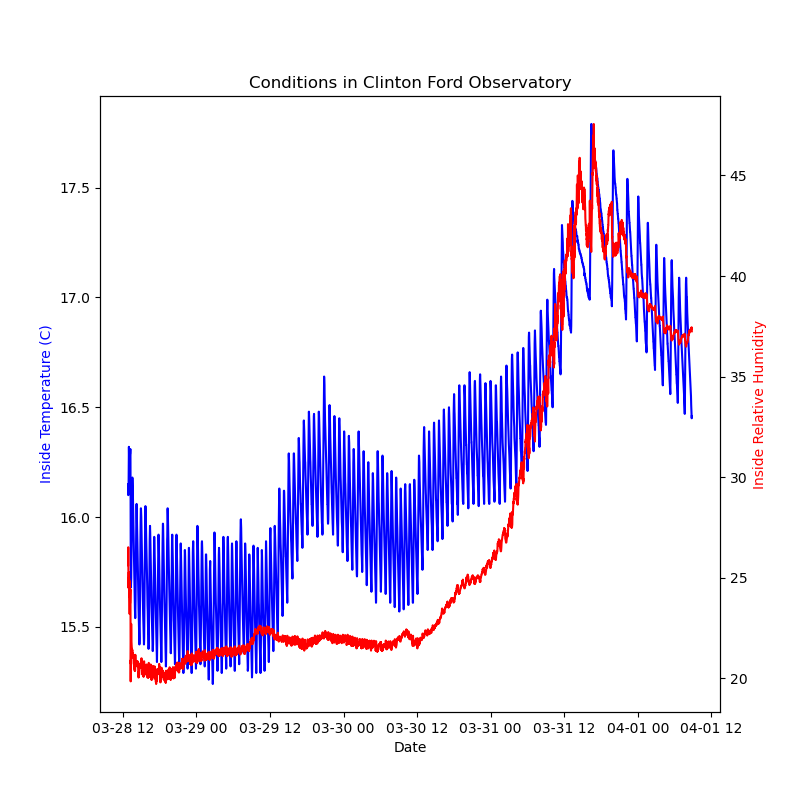 Conditions in Clinton Ford Observatory
17.5
17.0
16.5
16.0
15.5
Inside Temperature (C)
45
40
35
30
25
20
Inside Relative Humidity
03-28 12 03-29 00 03-29 12 03-30 00 03-30 12 03-31 00 03-31 12 04-01 00 04-01 12
Date